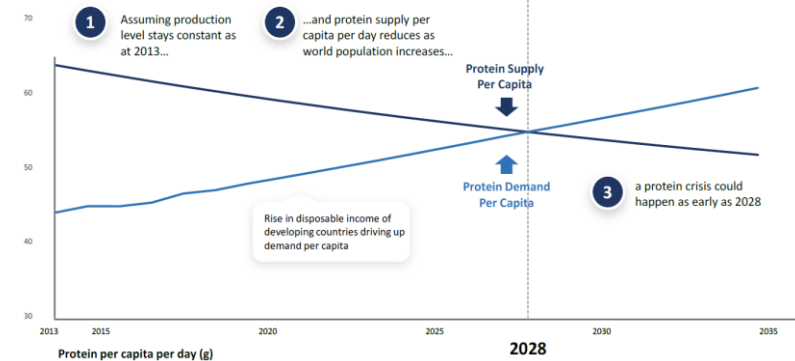 70
60
50
40
30
1
Assuming production
level stays constant as
at 2013...
2
...and protein supply per
capita per day reduces as
world population increases...
Protein Supply
Per Capita
Protein Demand
Per Capita
3
a protein crisis could
happen as early as 2028
Rise in disposable income of
developing countries driving up
demand per capita
2013
2015
2020
2025
2028
2030
2035
Protein per capita per day (g)